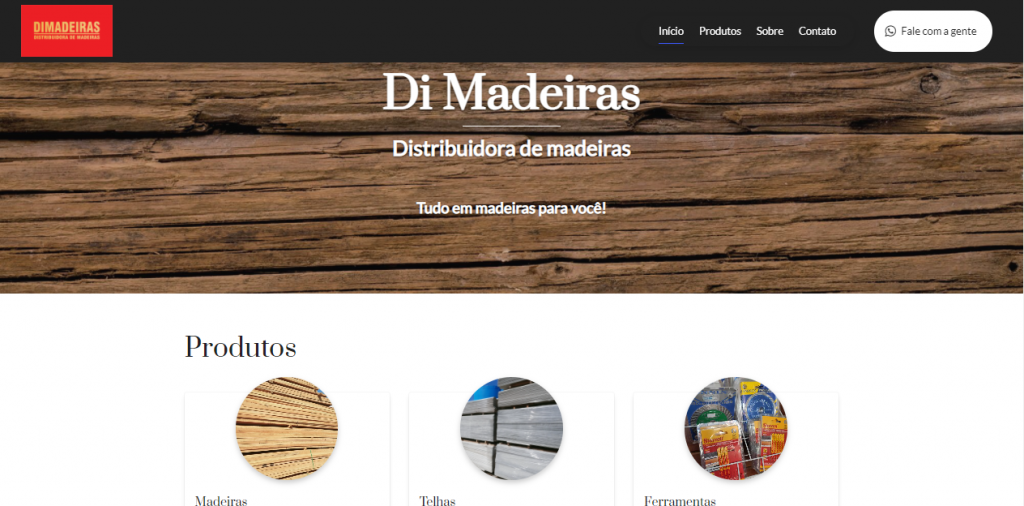 DIMADEIRAS
DISTRIBUIDORA DE MADEIRAS
Início Produtos Sobre Contato
Fale com a gente
Di Madeiras
Distribuidora de madeiras
Tudo em madeiras para você!
Produtos
Madeiras Telhas Ferramentas